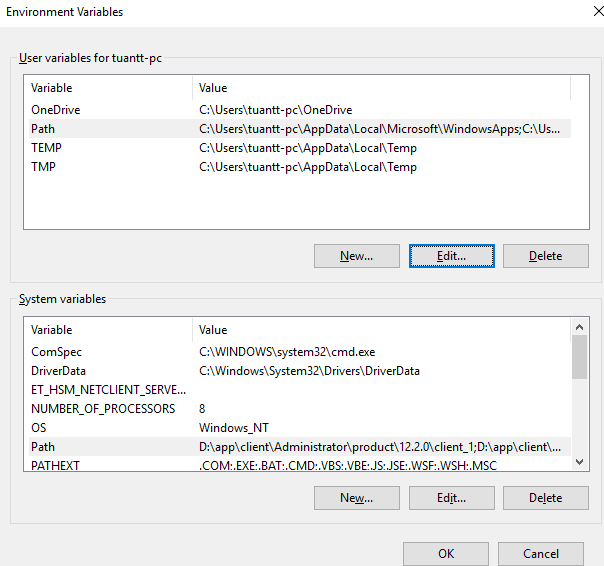 Environment Variables
User variables for tuantt-pc
Variable Value
OneDrive C:\Users\tuantt-pc\OneDrive
Path C:\Users\tuantt-pc\AppData\Local\Microsoft\WindowsApps;C:\Us...
TEMP C:\Users\tuantt-pc\AppData\Local\Temp
TMP C:\Users\tuantt-pc\AppData\Local\Temp
New... Edit... Delete
System variables
Variable Value
ComSpec C:\WINDOWS\system32\cmd.exe
DriverData C:\Windows\System32\Drivers\DriverData
ET_HSM_NETCLIENT_SERVE...
NUMBER_OF_PROCESSORS 8
OS Windows_NT
Path D:\app\client\Administrator\product\12.2.0\client_1;D:\app\client\...
PATHEXT .COM;.EXE;.BAT;.CMD;.VBS;.VBE;.JS;.JSE;.WSF;.WSH;.MSC
New... Edit... Delete
OK Cancel